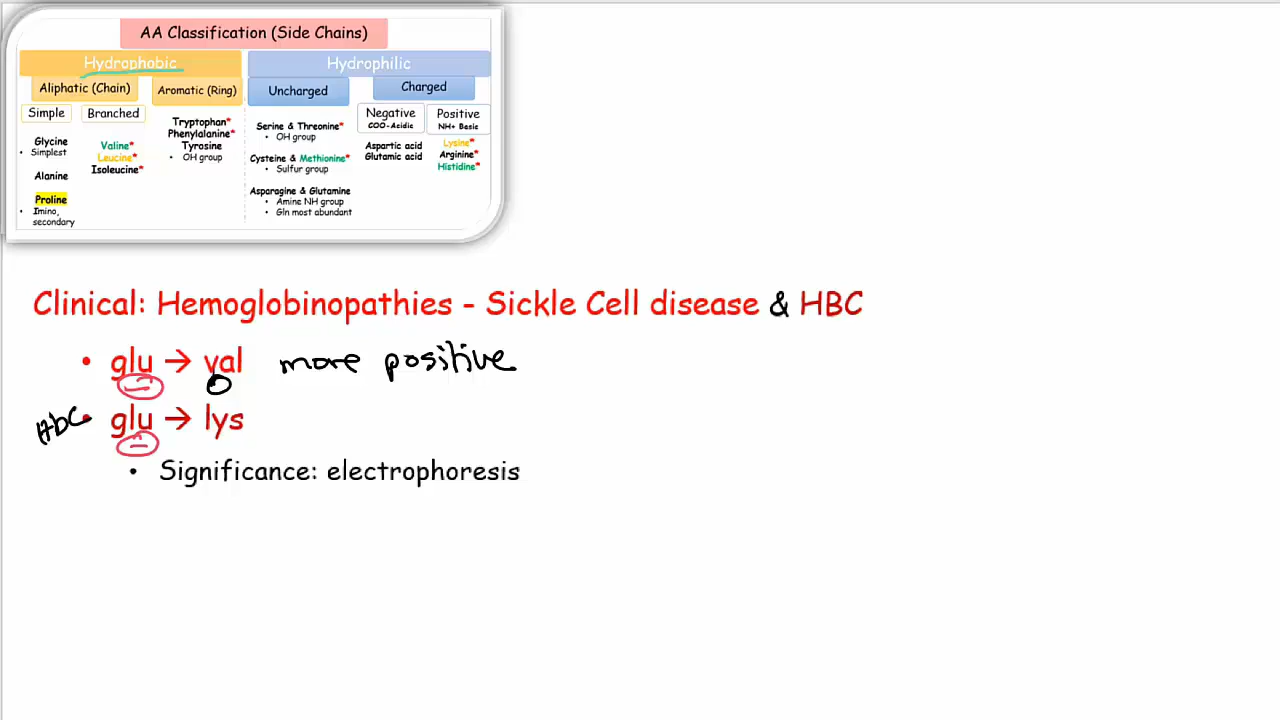 AA Classification (Side Chains)
Hydrophobic
Hydrophilic
Aliphatic (Chain)
Aromatic (Ring)
Uncharged
Charged
Simple
Branched
Negative
COO-Acidic
Positive
NH+ Basic
Glycine
• Simplest
Alanine
Proline
• Imino,
secondary
Valine*
Leucine*
Isoleucine*
Tryptophan*
Phenylalanine*
Tyrosine
• OH group
Serine & Threonine*
• OH group
Cysteine & Methionine*
• Sulfur group
Asparagine & Glutamine
• Amine NH group
• Gln most abundant
Aspartic acid
Glutamic acid
Lysine*
Arginine*
Histidine*
Clinical: Hemoglobinopathies - Sickle Cell disease & HBC
• glu → val more positive
HbC • glu → lys
• Significance: electrophoresis